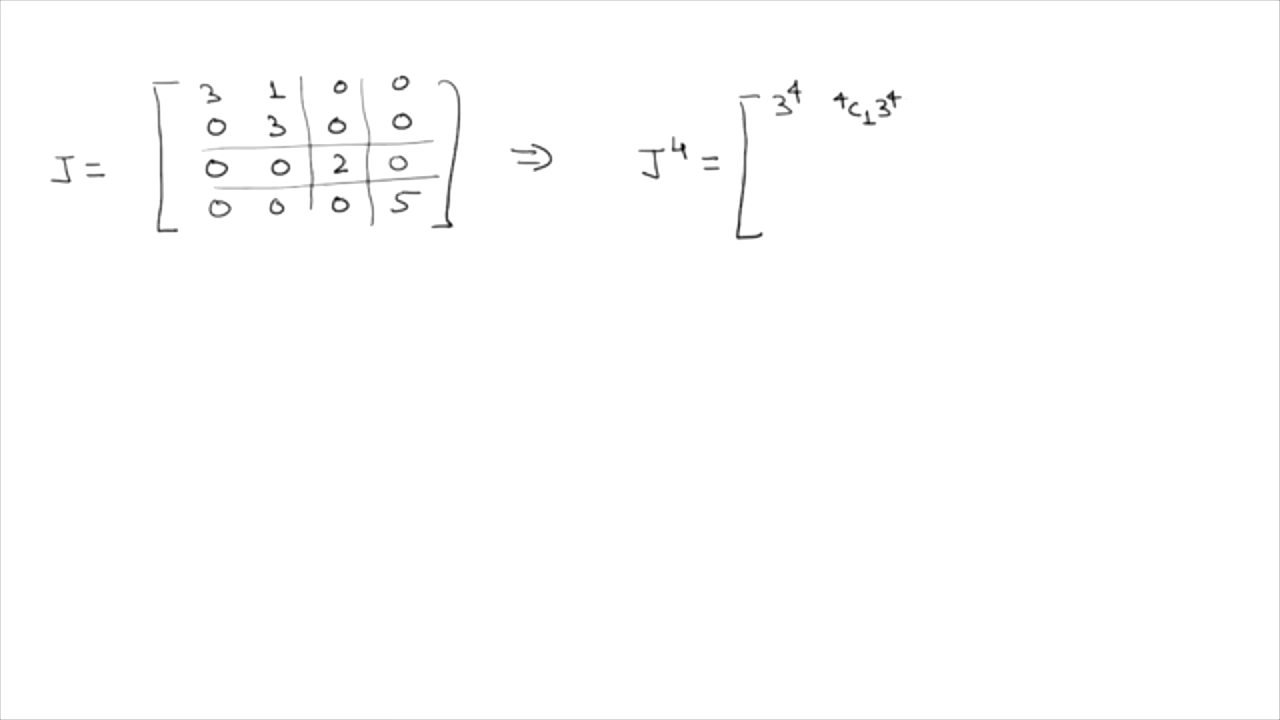 3 1 0 0
0 3 0 0
J = 0 0 2 0 ⇒ J⁴ = [ 3⁴ ⁴C₁3⁴
0 0 0 5